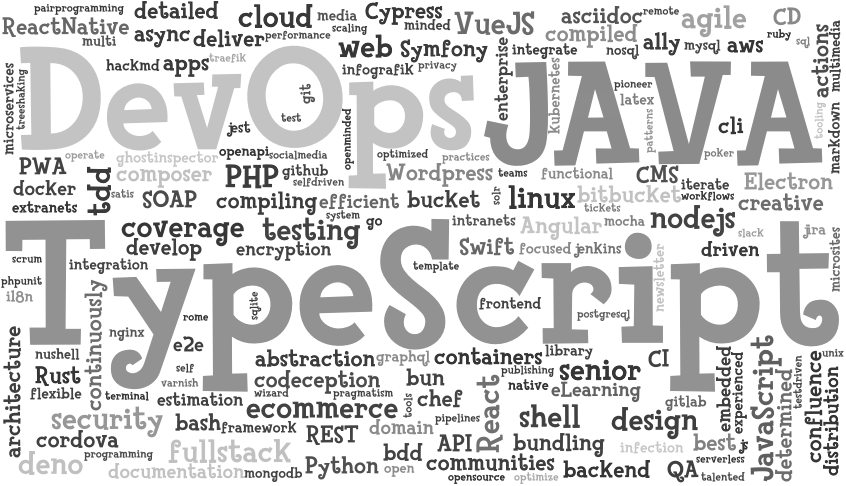 pairprogramming
detailed
cloud
media
Cypress
VueJS
asciidoc
remote
agile
CD
ReactNative
async
deliver
performance
scaling
minded
compiled
ruby
multi
web
Symfony
integrate
nosql
ally
mysql
aws
sql
hackmd
apps
traefik
infografik
privacy
actions
multimedia
microservices
treeshaking
DevOps
JAVA
enterprise
kubernetes
pioneer
latex
patterns
cli
tooling
markdown
git
test
jest
openminded
operate
ghostinspector
openapi
socialmedia
optimized
practices
poker
PWA
composer
PHP
github
Wordpress
teams
functional
CMS
iterate
Electron
docker
tdd
satis
SOAP
selfdriven
compiling
efficient
bucket
solr
linux
bitbucket
workflows
creative
extranets
tickets
coverage
testing
system
go
intranets
Angular
mocha
nodejs
slack
jira
develop
encryption
Swift
focused
jenkins
driven
microsites
scrum
integration
template
newsletter
TypeScript
phpunit
i18n
continuously
nginx
rome
sqlite
frontend
postgresql
e2e
nushell
architecture
abstraction
graphql
containers
library
CI
unix
Rust
self
varnish
codeception
bun
publishing
senior
embedded
experienced
JavaScript
testdriven
flexible
terminal
estimation
wizard
pragmatism
chef
native
eLearning
gitlab
determined
confluence
distribution
security
bash
framework
ecommerce
tools
pipelines
React
shell
design
cordova
REST
domain
API
bundling
infection
best
js
fullstack
programming
bdd
communities
serverless
deno
documentation
mongodb
Python
open
opensource
optimize
backend
QA
talented